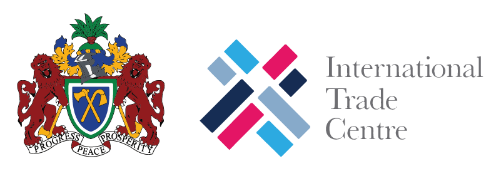 PROGRESS
PEACE
PROSPERITY
International
Trade
Centre